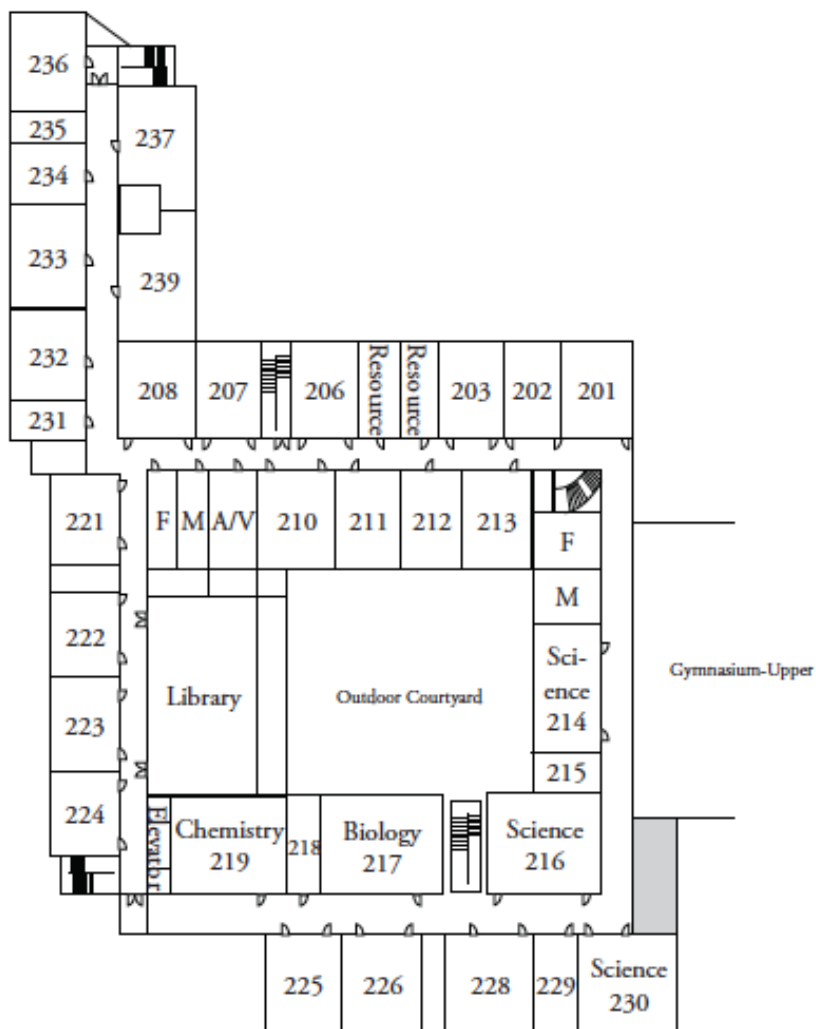 236
235
237
234
233
239
232
231
208
207
206
Resource
Resource
203
202
201
221
F
M
A/V
210
211
212
213
F
M
222
Sci-
ence
214
Gymnasium-Upper
223
Library
Outdoor Courtyard
215
224
Elevator
Chemistry
219
218
Biology
217
Science
216
225
226
228
229
Science
230